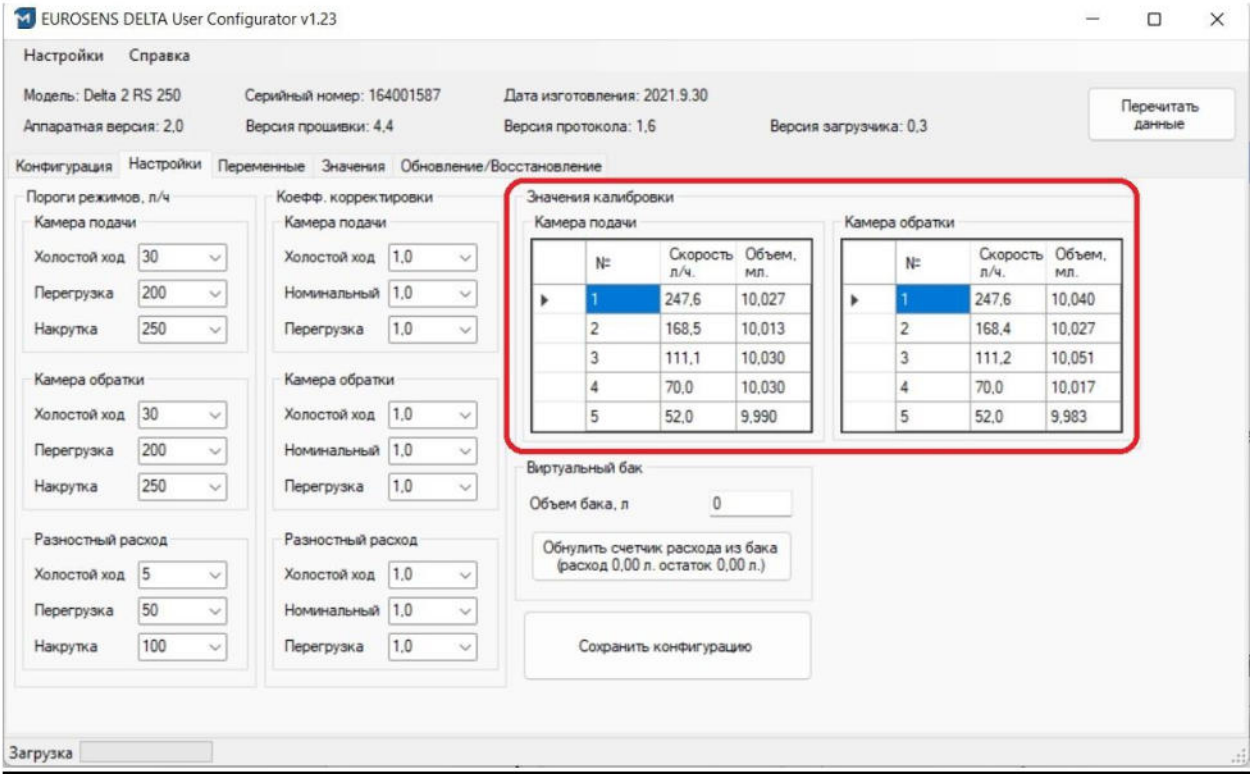 EUROSENS DELTA User Configurator v1.23
Настройки Справка
Модель: Delta 2 RS 250 Серийный номер: 164001587 Дата изготовления: 2021.9.30
Аппаратная версия: 2,0 Версия прошивки: 4,4 Версия протокола: 1,6 Версия загрузчика: 0,3
Перечитать
данные
Конфигурация Настройки Переменные Значения Обновление/Восстановление
Пороги режимов, л/ч
Камера подачи
Холостой ход 30
Перегрузка 200
Накрутка 250
Камера обратки
Холостой ход 30
Перегрузка 200
Накрутка 250
Разностный расход
Холостой ход 5
Перегрузка 50
Накрутка 100
Коефф. корректировки
Камера подачи
Холостой ход 1,0
Номинальный 1,0
Перегрузка 1,0
Камера обратки
Холостой ход 1,0
Номинальный 1,0
Перегрузка 1,0
Разностный расход
Холостой ход 1,0
Номинальный 1,0
Перегрузка 1,0
Значения калибровки
Камера подачи
№ Скорость л/ч. Объем, мл.
1 247,6 10,027
2 168,5 10,013
3 111,1 10,030
4 70,0 10,030
5 52,0 9,990
Камера обратки
№ Скорость л/ч. Объем, мл.
1 247,6 10,040
2 168,4 10,027
3 111,2 10,051
4 70,0 10,017
5 52,0 9,983
Виртуальный бак
Объем бака, л 0
Обнулить счетчик расхода из бака
(расход 0,00 л. остаток 0,00 л.)
Сохранить конфигурацию
Загрузка